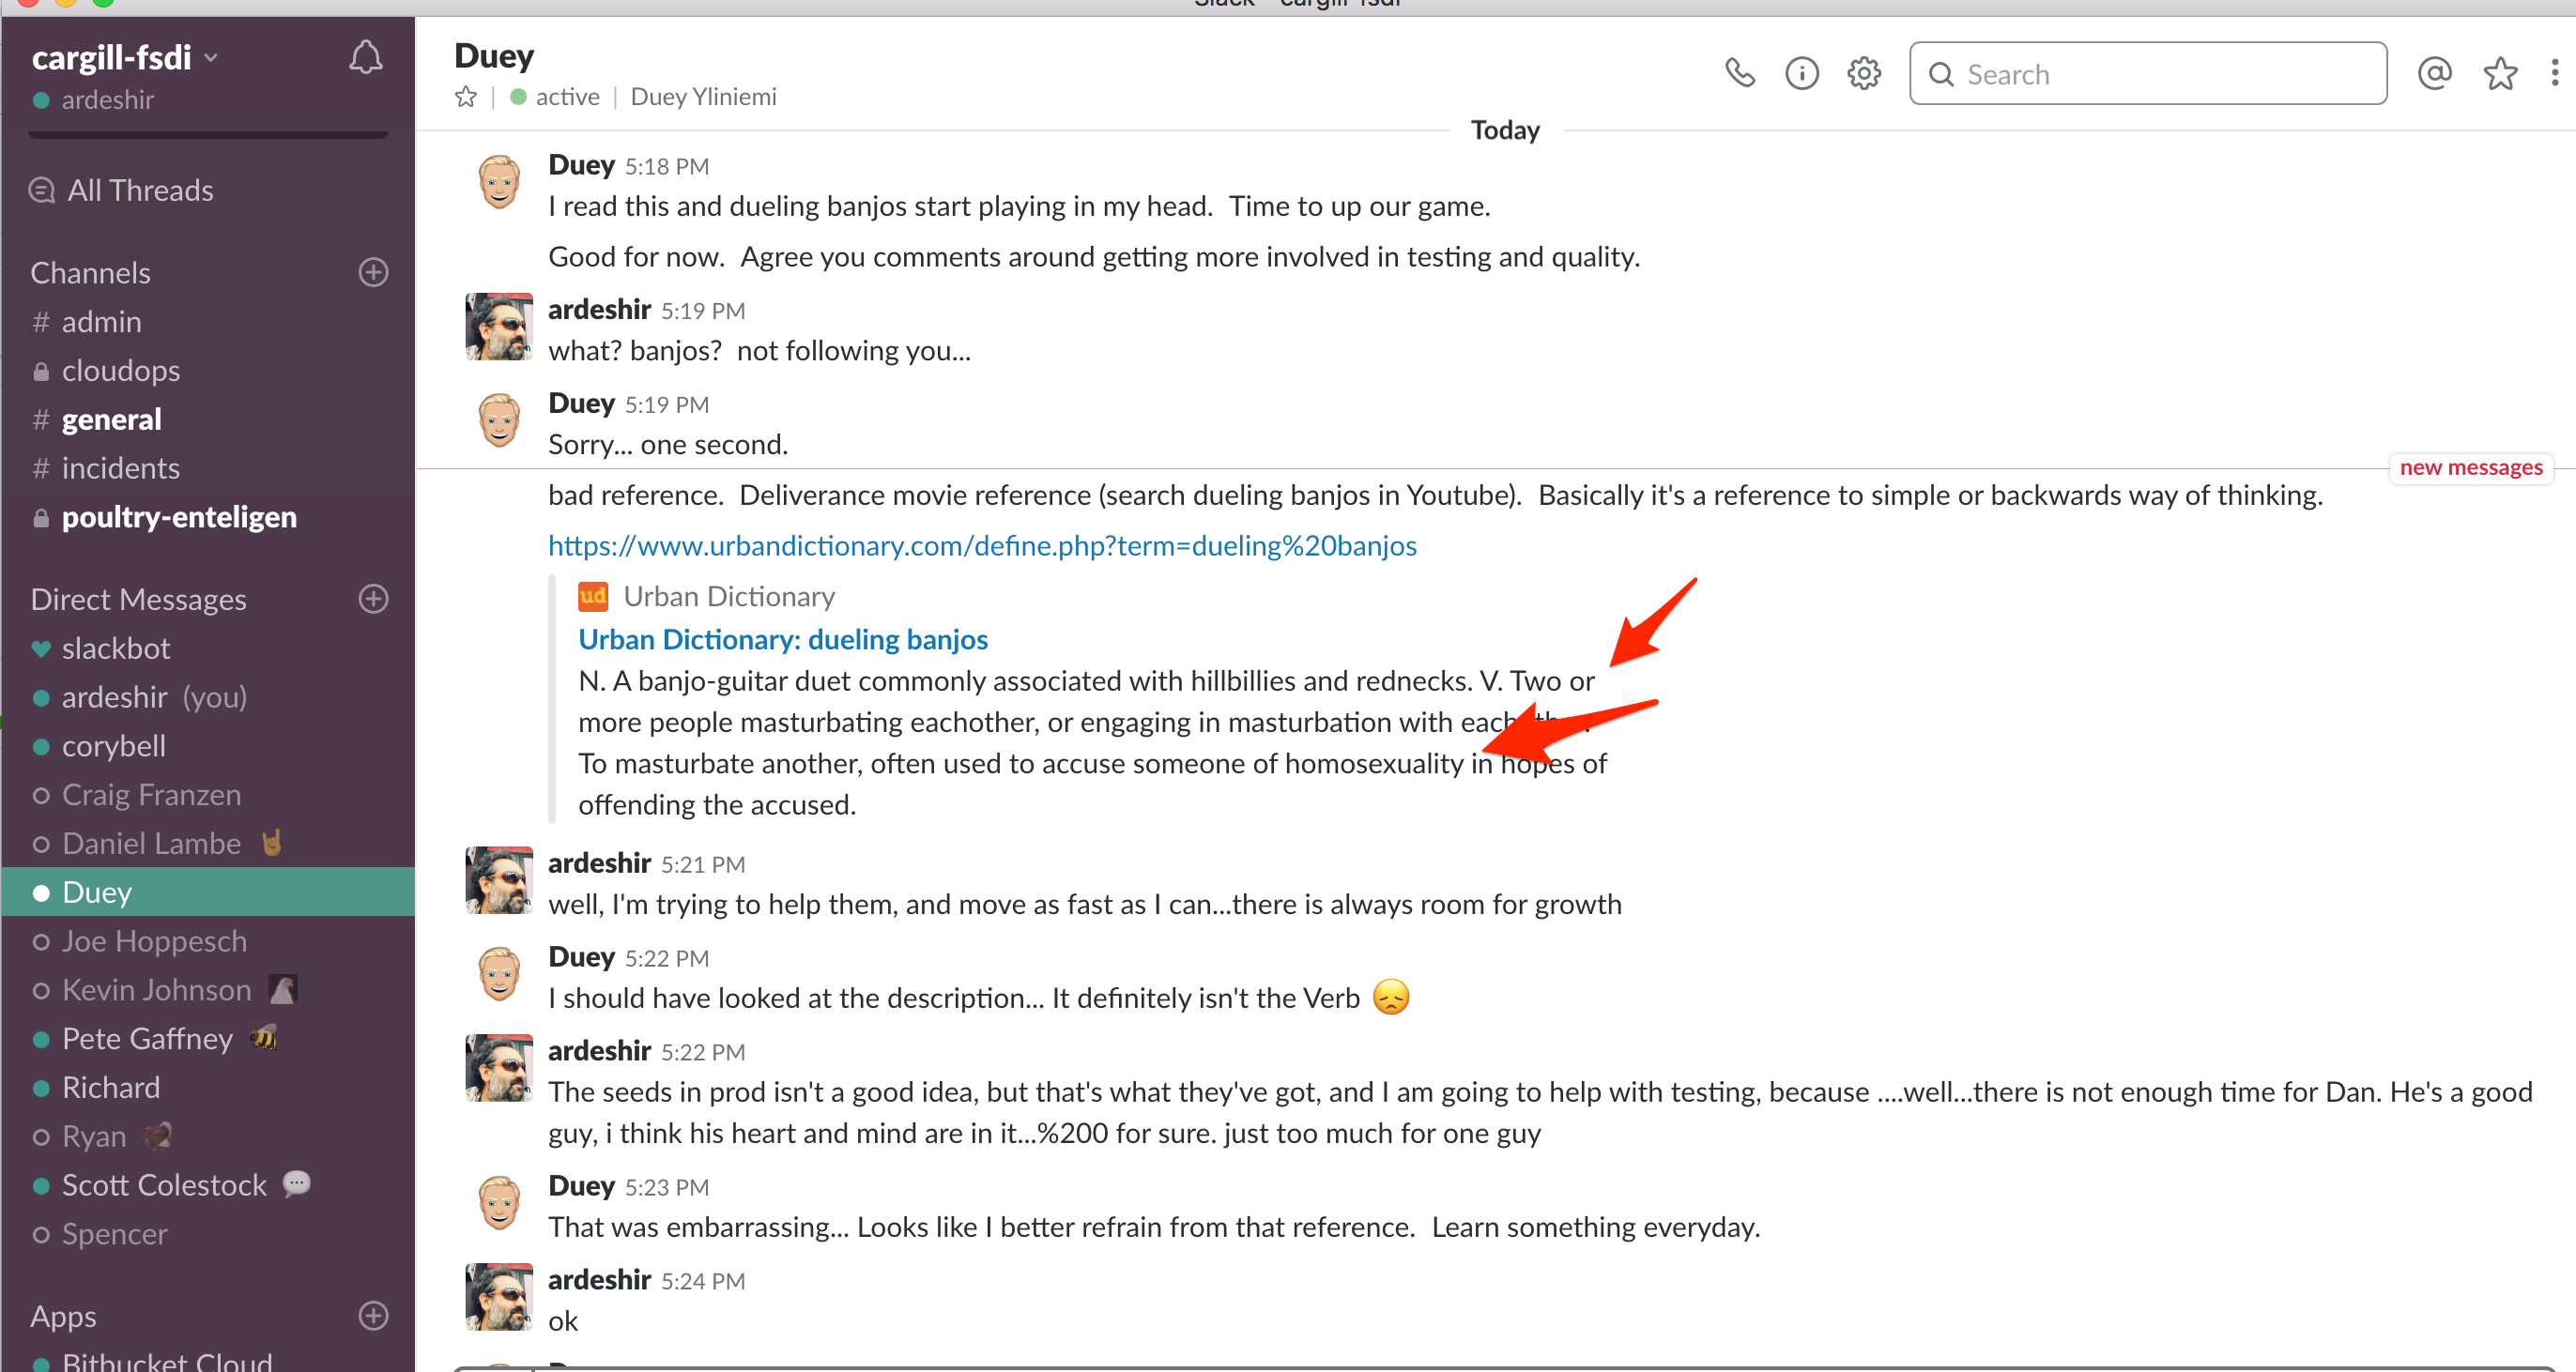 Slack - cargill-fsdi
cargill-fsdi
ardeshir
All Threads
Channels
# admin
cloudops
# general
# incidents
poultry-enteligen
Direct Messages
slackbot
ardeshir (you)
corybell
Craig Franzen
Daniel Lambe
Duey
Joe Hoppesch
Kevin Johnson
Pete Gaffney
Richard
Ryan
Scott Colestock
Spencer
Apps
Bitbucket Cloud
Duey
active | Duey Yliniemi
Search
Today
Duey 5:18 PM
I read this and dueling banjos start playing in my head. Time to up our game.
Good for now. Agree you comments around getting more involved in testing and quality.
ardeshir 5:19 PM
what? banjos? not following you...
Duey 5:19 PM
Sorry... one second.
new messages
bad reference. Deliverance movie reference (search dueling banjos in Youtube). Basically it's a reference to simple or backwards way of thinking.
https://www.urbandictionary.com/define.php?term=dueling%20banjos
ud Urban Dictionary
Urban Dictionary: dueling banjos
N. A banjo-guitar duet commonly associated with hillbillies and rednecks. V. Two or
more people masturbating eachother, or engaging in masturbation with
To masturbate another, often used to accuse someone of homosexuality in hopes of
offending the accused.
ardeshir 5:21 PM
well, I'm trying to help them, and move as fast as I can...there is always room for growth
Duey 5:22 PM
I should have looked at the description... It definitely isn't the Verb
ardeshir 5:22 PM
The seeds in prod isn't a good idea, but that's what they've got, and I am going to help with testing, because ....well...there is not enough time for Dan. He's a good
guy, i think his heart and mind are in it...%200 for sure. just too much for one guy
Duey 5:23 PM
That was embarrassing... Looks like I better refrain from that reference. Learn something everyday.
ardeshir 5:24 PM
ok